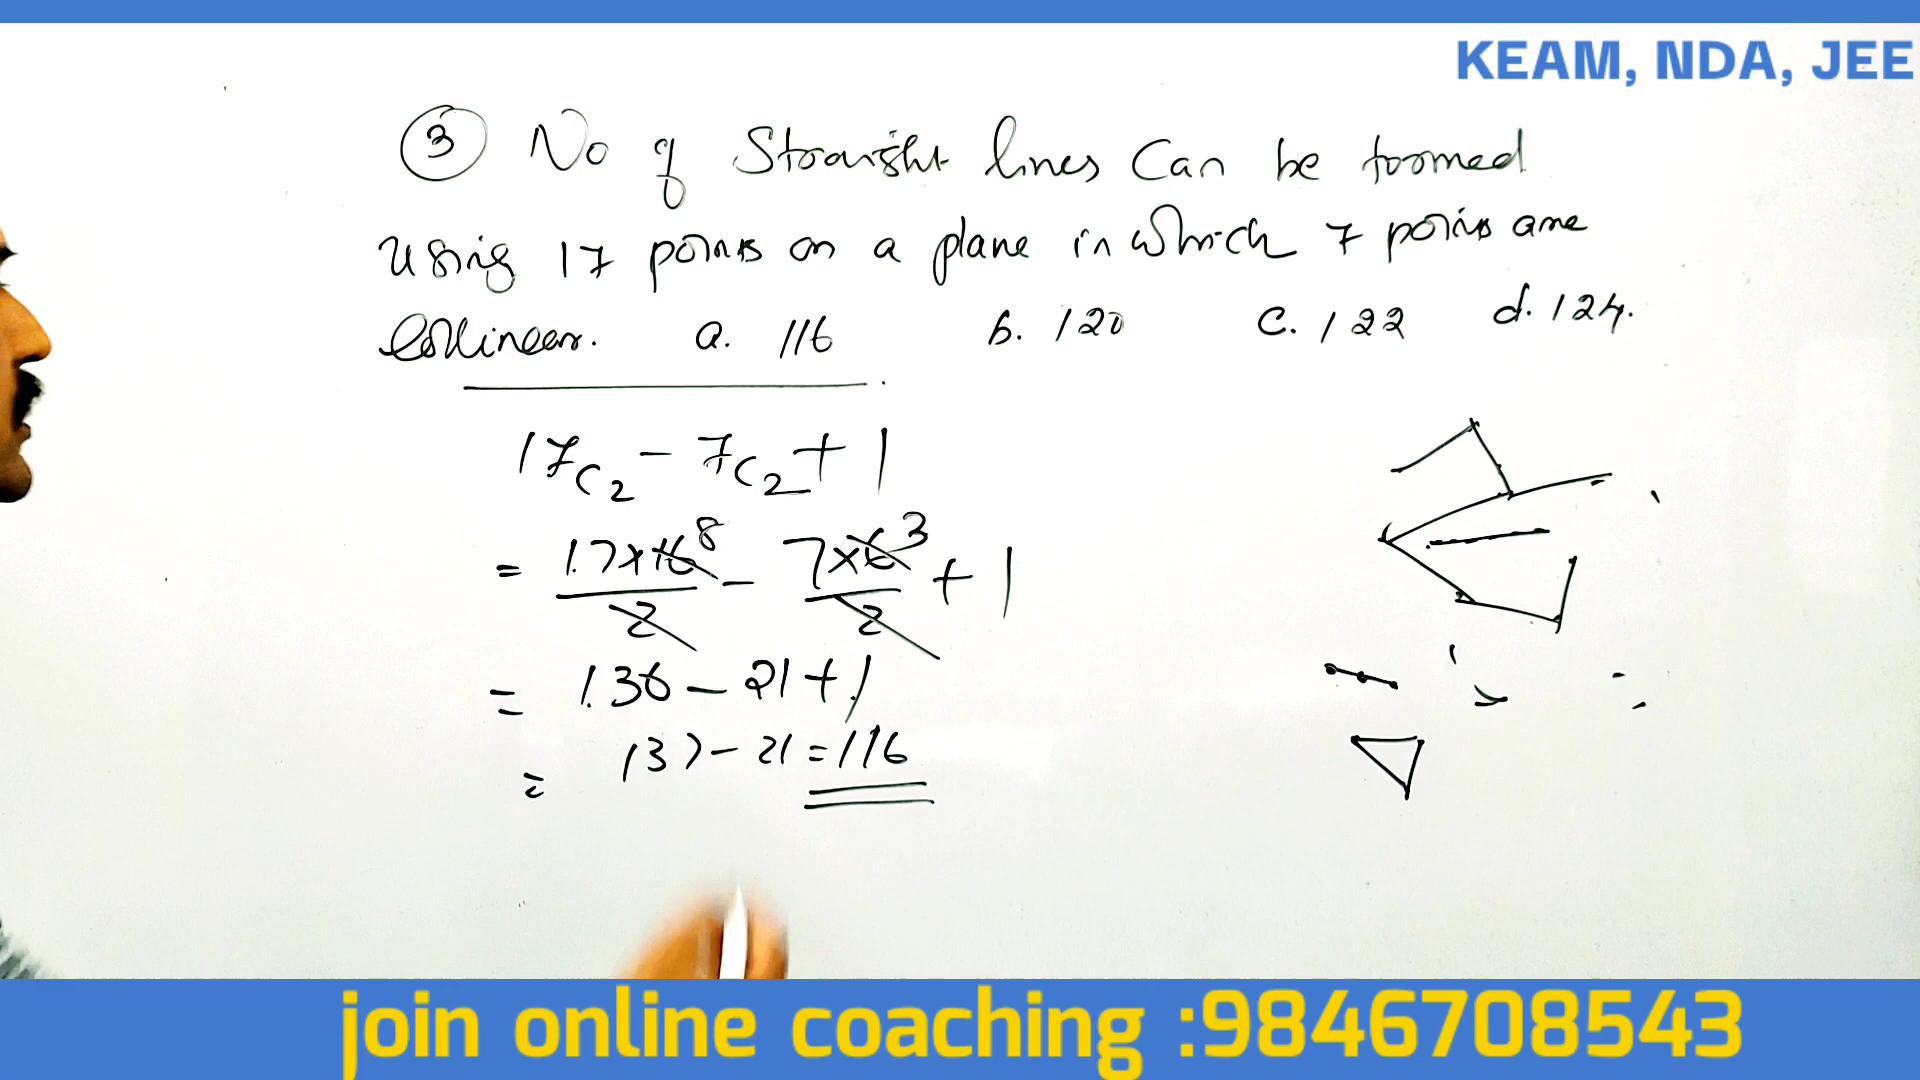 KEAM, NDA, JEE
③ No of Straight lines Can be formed
using 17 points on a plane in which 7 points are
Collinear. a. 116 b. 120 c. 122 d. 124.
17C₂ - 7C₂ + 1
= 17×16 8 / 2 - 7×6 3 / 2 + 1
= 136 - 21 + 1
= 137 - 21 = 116
join online coaching :9846708543